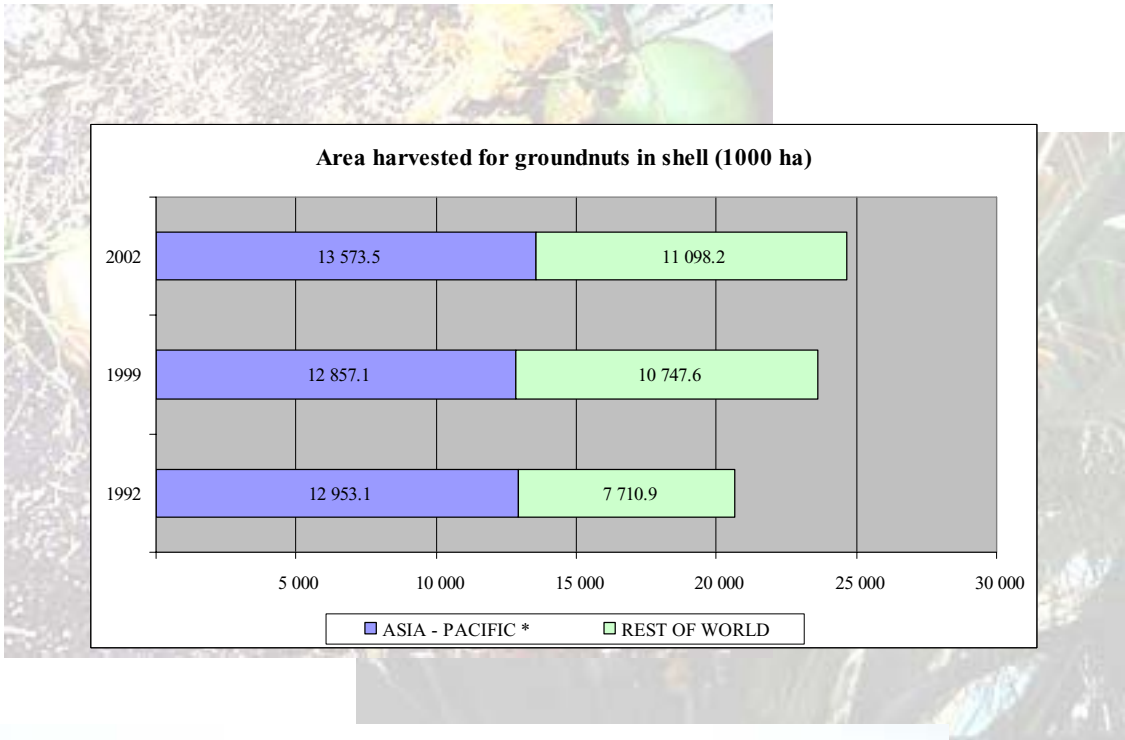 Area harvested for groundnuts in shell (1000 ha)
2002 13 573.5 11 098.2
1999 12 857.1 10 747.6
1992 12 953.1 7 710.9
5 000 10 000 15 000 20 000 25 000 30 000
ASIA - PACIFIC * REST OF WORLD